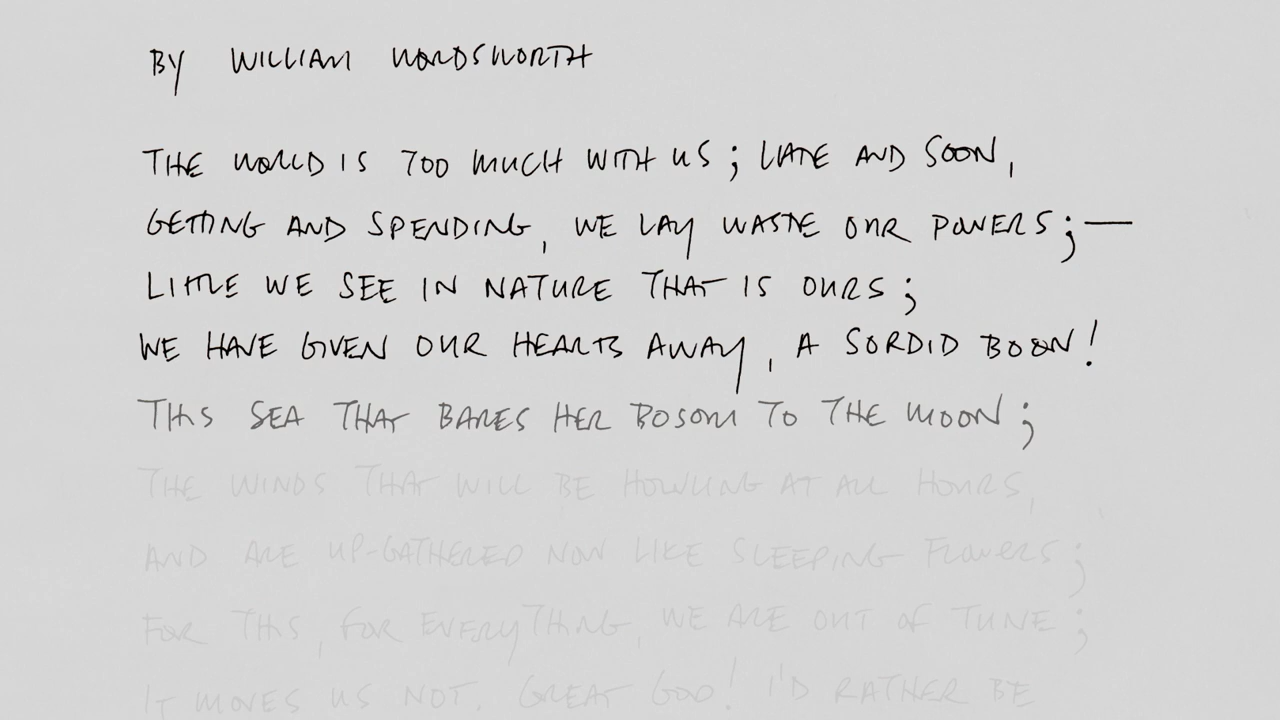 BY WILLIAM WORDSWORTH
THE WORLD IS TOO MUCH WITH US; LATE AND SOON,
GETTING AND SPENDING, WE LAY WASTE OUR POWERS;—
LITTLE WE SEE IN NATURE THAT IS OURS;
WE HAVE GIVEN OUR HEARTS AWAY, A SORDID BOON!
THIS SEA THAT BARES HER BOSOM TO THE MOON;
THE WINDS THAT WILL BE HOWLING AT ALL HOURS,
AND ARE UP-GATHERED NOW LIKE SLEEPING FLOWERS;
FOR THIS, FOR EVERYTHING, WE ARE OUT OF TUNE;
IT MOVES US NOT. GREAT GOD! I'D RATHER BE